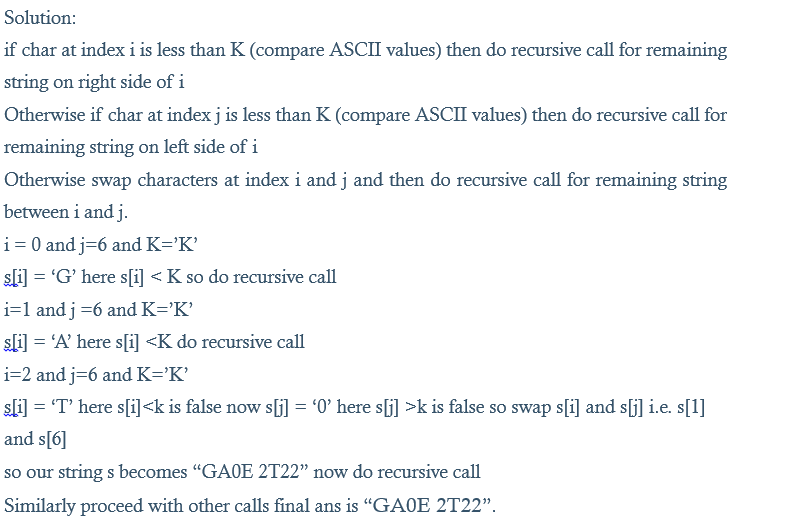 Solution:
if char at index i is less than K (compare ASCII values) then do recursive call for remaining
string on right side of i
Otherwise if char at index j is less than K (compare ASCII values) then do recursive call for
remaining string on left side of i
Otherwise swap characters at index i and j and then do recursive call for remaining string
between i and j.
i = 0 and j=6 and K=’K’
s[i] = ‘G’ here s[i] < K so do recursive call
i=1 and j =6 and K=’K’
s[i] = ‘A’ here s[i] <K do recursive call
i=2 and j=6 and K=’K’
s[i] = ‘T’ here s[i]<k is false now s[j] = ‘0’ here s[j] >k is false so swap s[i] and s[j] i.e. s[1]
and s[6]
so our string s becomes “GA0E 2T22” now do recursive call
Similarly proceed with other calls final ans is “GA0E 2T22”.